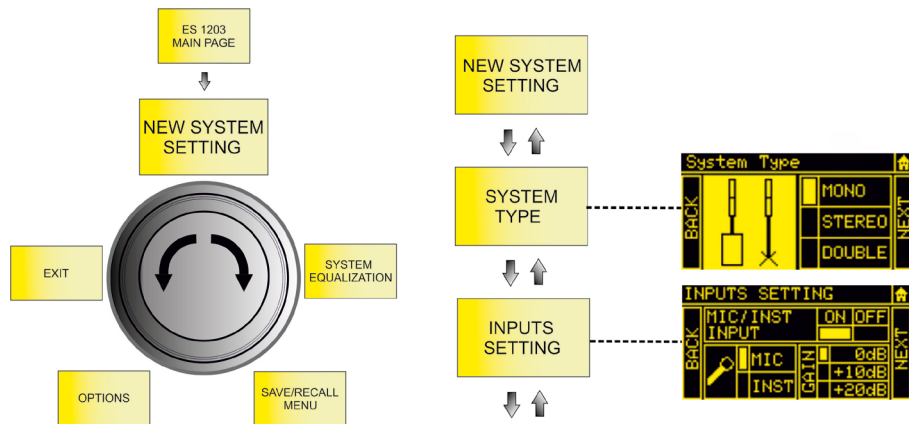 ES 1203
MAIN PAGE
NEW SYSTEM
SETTING
EXIT
SYSTEM
EQUALIZATION
OPTIONS
SAVE/RECALL
MENU
NEW SYSTEM
SETTING
SYSTEM
TYPE
INPUTS
SETTING
System Type
BACK
MONO
STEREO
DOUBLE
NEXT
INPUTS SETTING
BACK
MIC/INST
INPUT
ON OFF
MIC
INST
GAIN
0dB
+10dB
+20dB
NEXT